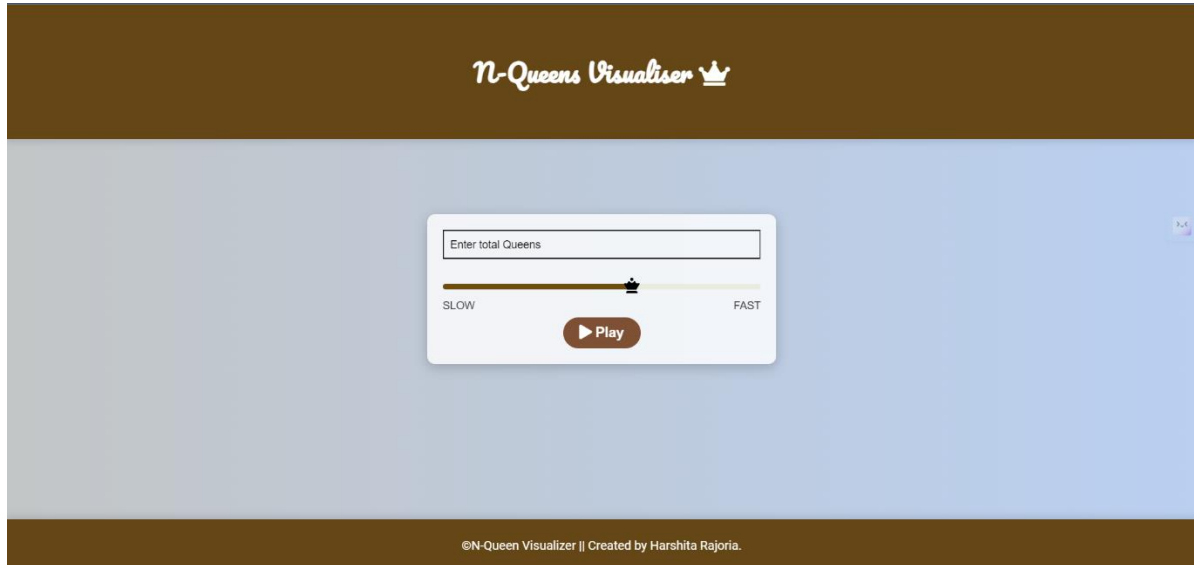 N-Queens Visualiser
Enter total Queens
SLOW
FAST
Play
©N-Queen Visualizer || Created by Harshita Rajoria.